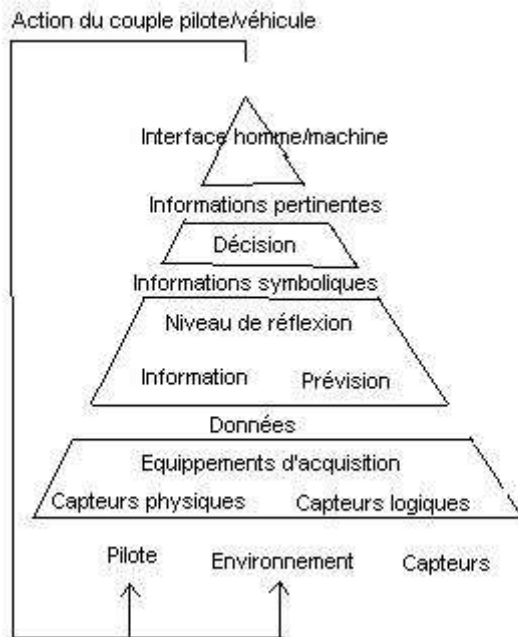 Action du couple pilote/véhicule
Interface homme/machine
Informations pertinentes
Décision
Informations symboliques
Niveau de réflexion
Information Prévision
Données
Equippements d'acquisition
Capteurs physiques Capteurs logiques
Pilote Environnement Capteurs